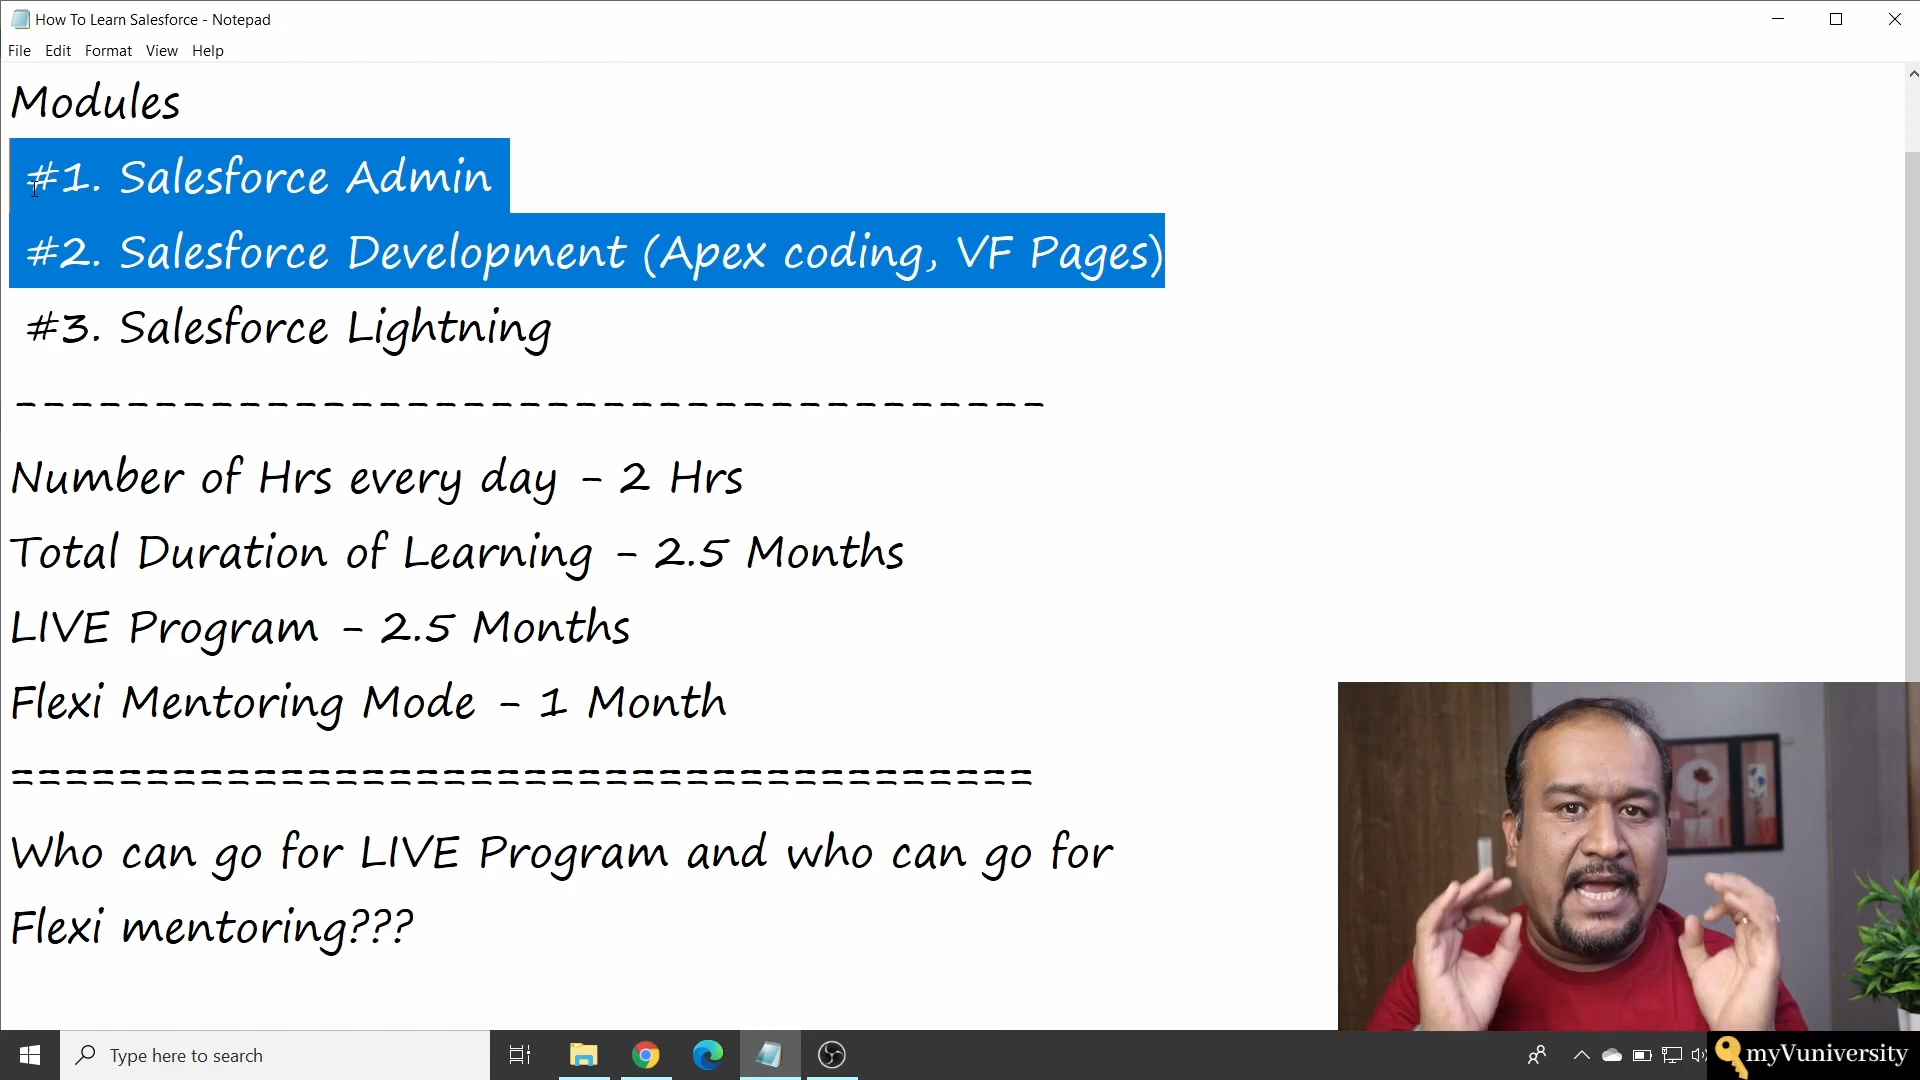 How To Learn Salesforce - Notepad
File Edit Format View Help
Modules
#1. Salesforce Admin
#2. Salesforce Development (Apex coding, VF Pages)
#3. Salesforce Lightning
-------------------------------------
Number of Hrs every day - 2 Hrs
Total Duration of Learning - 2.5 Months
LIVE Program - 2.5 Months
Flexi Mentoring Mode - 1 Month
======================================
Who can go for LIVE Program and who can go for
Flexi mentoring???
Type here to search
myVuniversity